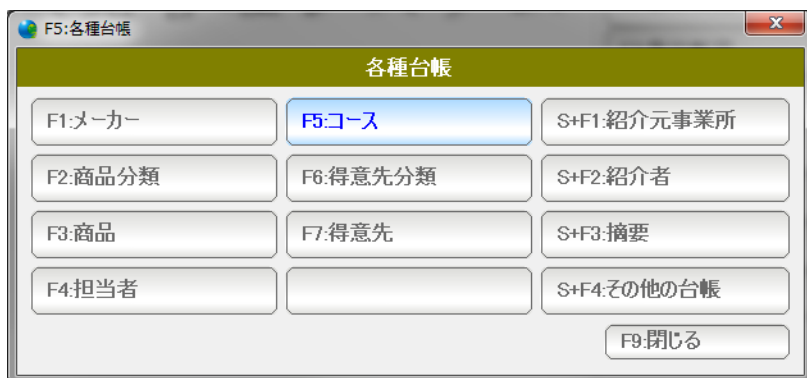 F5:各種台帳
各種台帳
F1:メーカー
F5:コース
S+F1:紹介元事業所
F2:商品分類
F6:得意先分類
S+F2:紹介者
F3:商品
F7:得意先
S+F3:摘要
F4:担当者
S+F4:その他の台帳
F9:閉じる